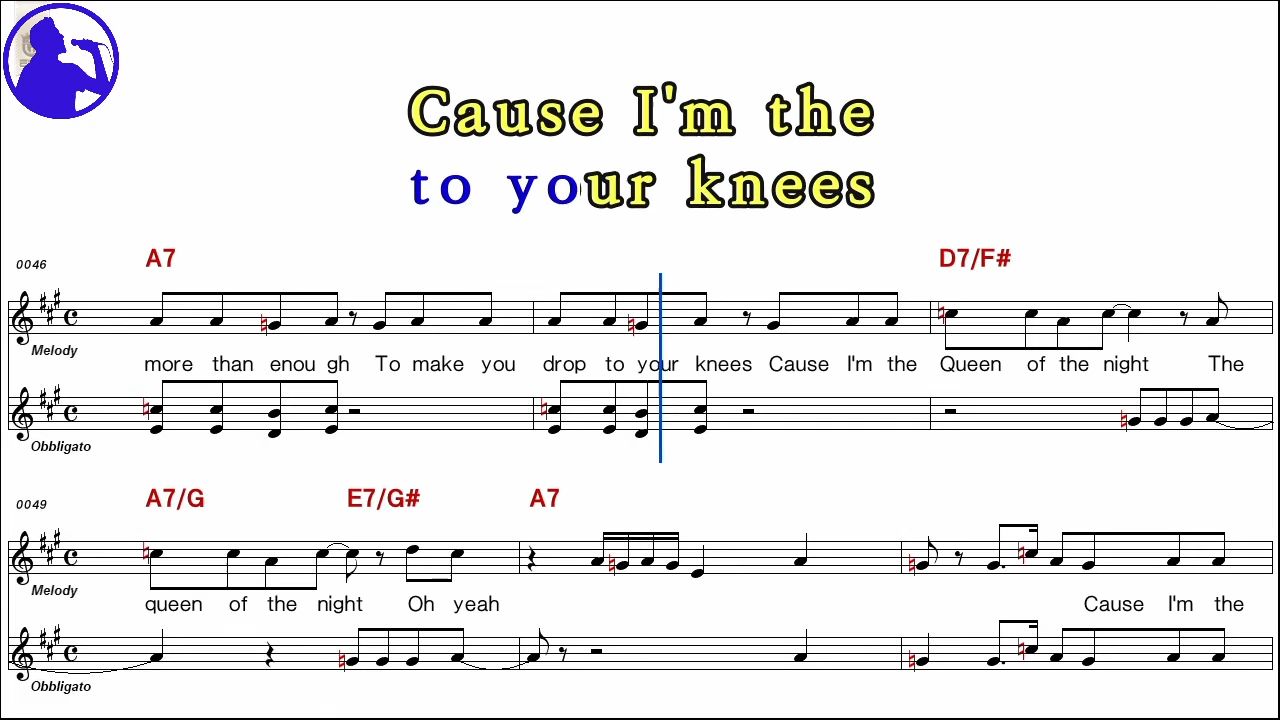 Cause I'm the
to your knees
0046 A7 D7/F#
Melody
more than enou gh To make you drop to your knees Cause I'm the Queen of the night The
Obbligato
0049 A7/G E7/G# A7
Melody
queen of the night Oh yeah Cause I'm the
Obbligato